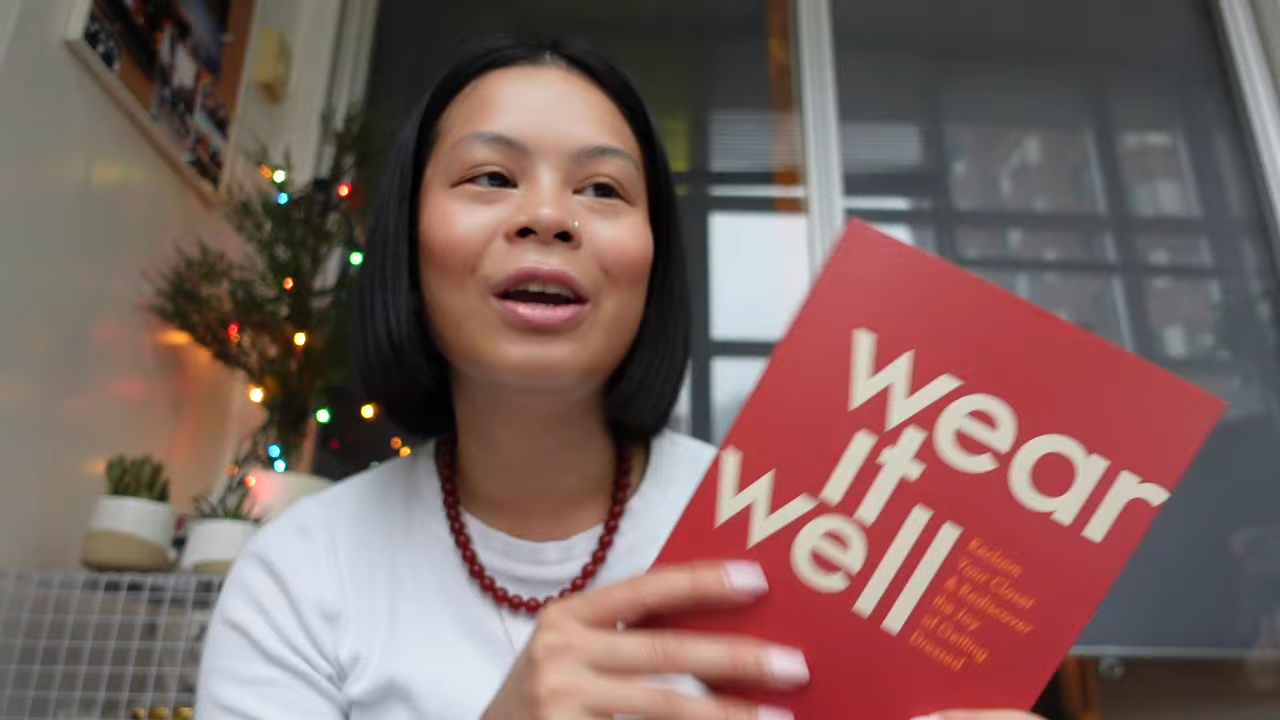 wear
It
well
Reclaim
Your Closet
& Rediscover
the Joy
of Getting
Dressed